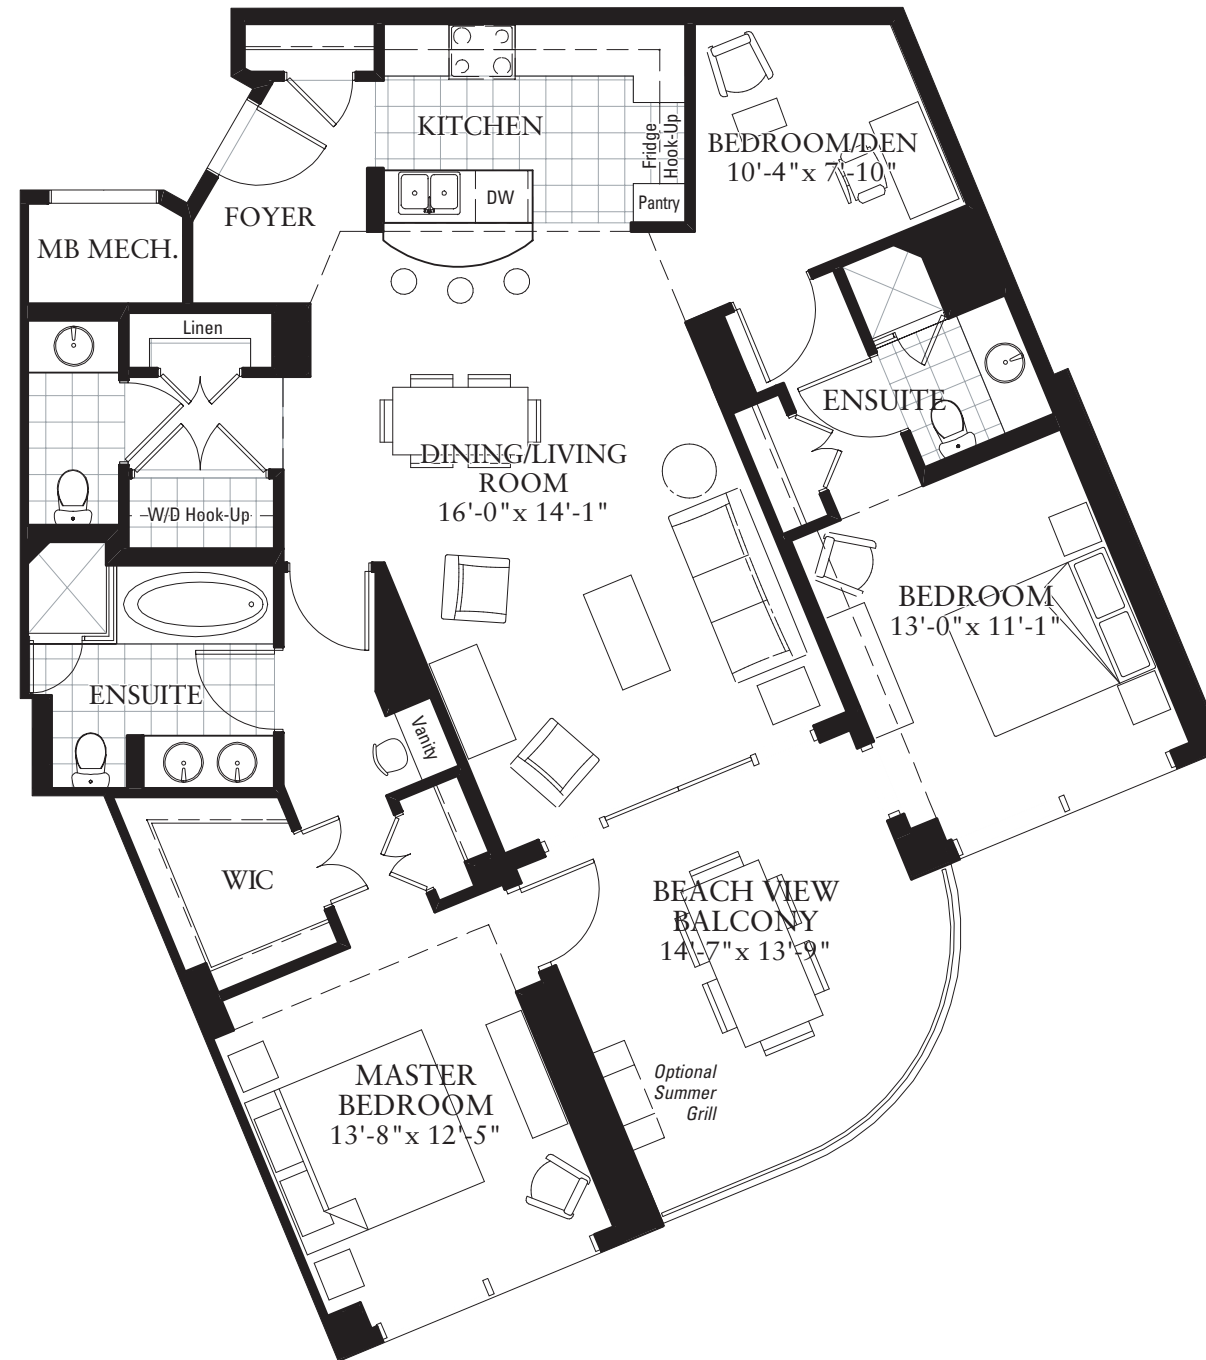 KITCHEN
Fridge
Hook-Up
DW
Pantry
BEDROOM/DEN
10'-4"x 7'-10"
FOYER
MB MECH.
Linen
ENSUITE
DINING/LIVING
ROOM
16'-0"x 14'-1"
W/D Hook-Up
BEDROOM
13'-0"x 11'-1"
ENSUITE
Vanity
WIC
BEACH VIEW
BALCONY
14'-7"x 13'-9"
Optional
Summer
Grill
MASTER
BEDROOM
13'-8"x 12'-5"